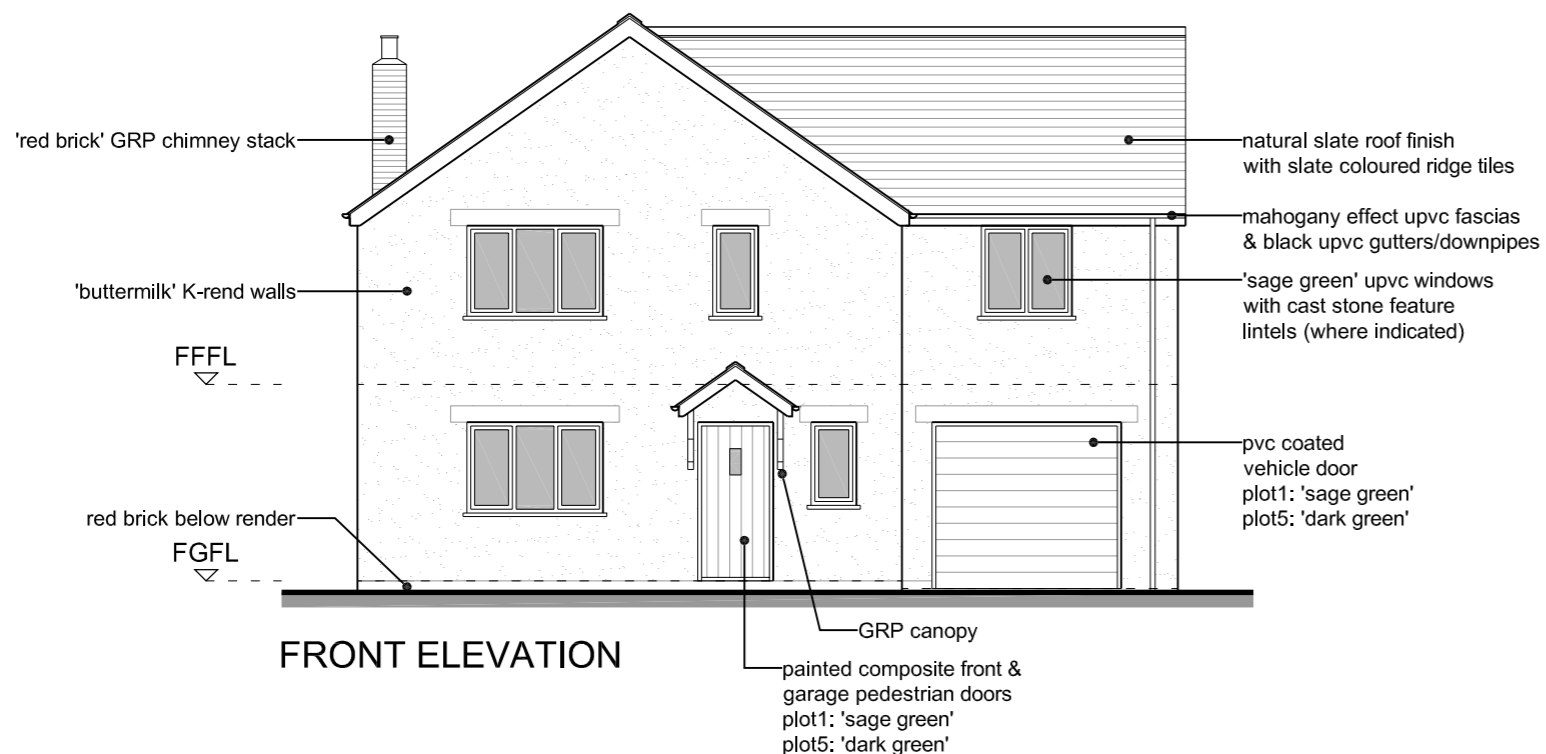 'red brick' GRP chimney stack
natural slate roof finish
with slate coloured ridge tiles
mahogany effect upvc fascias
& black upvc gutters/downpipes
'buttermilk' K-rend walls
'sage green' upvc windows
with cast stone feature
lintels (where indicated)
FFFL
pvc coated
vehicle door
plot1: 'sage green'
plot5: 'dark green'
red brick below render
FGFL
GRP canopy
FRONT ELEVATION
painted composite front &
garage pedestrian doors
plot1: 'sage green'
plot5: 'dark green'